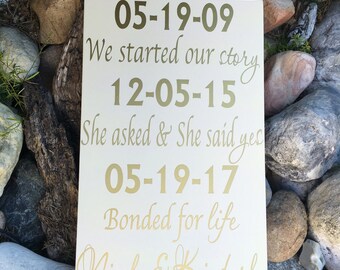 05-19-09
We started our story
12-05-15
She asked & She said yes
05-19-17
Bonded for life
&